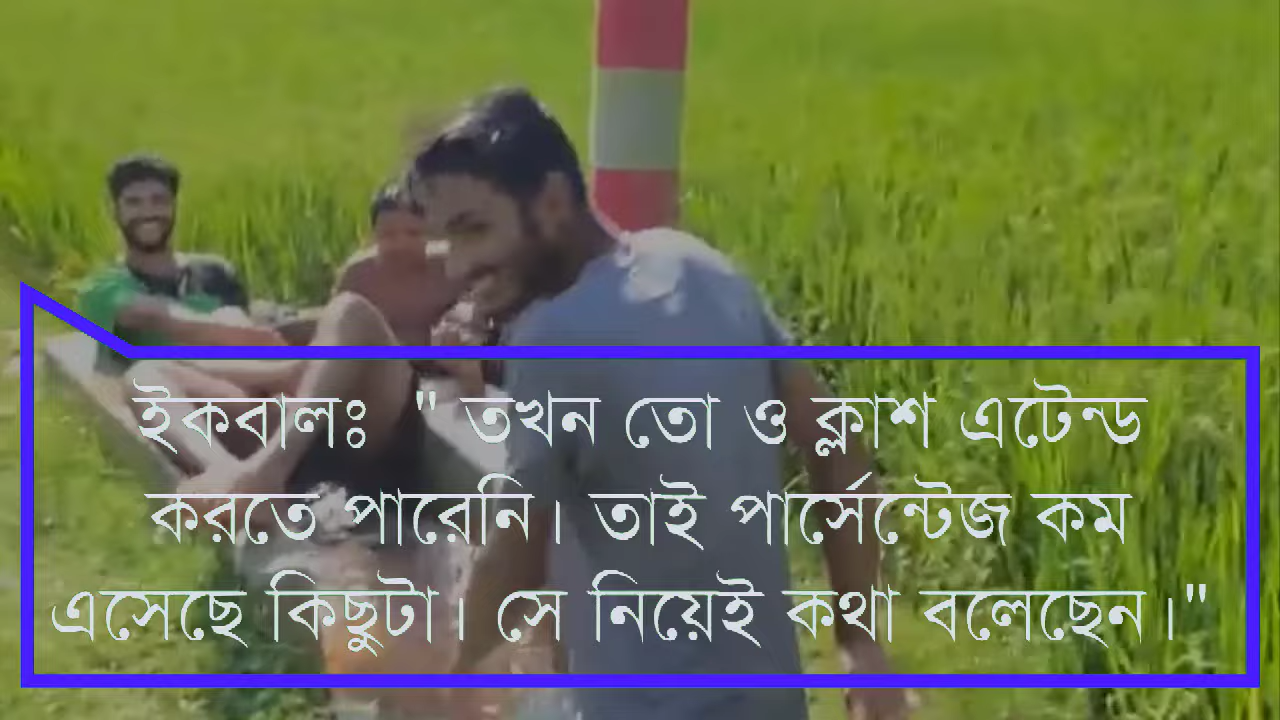 ইকবালঃ " তখন তো ও ক্লাশ এটেন্ড
করতে পারেনি। তাই পার্সেন্টেজ কম
এসেছে কিছুটা। সে নিয়েই কথা বলেছেন।"